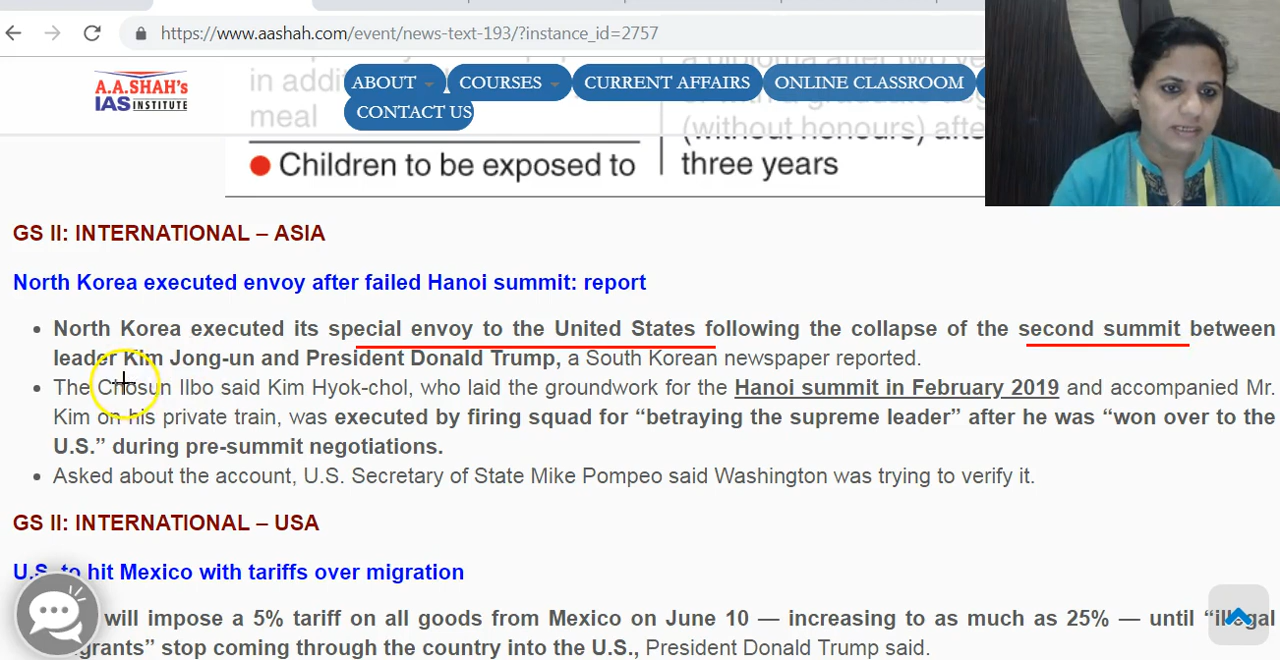 https://www.aashah.com/event/news-text-193/?instance_id=2757
A.A.SHAH'S
IAS INSTITUTE
ABOUT
COURSES
CURRENT AFFAIRS
ONLINE CLASSROOM
CONTACT US
in addi
meal
(without honours) afte
Children to be exposed to
three years
GS II: INTERNATIONAL – ASIA
North Korea executed envoy after failed Hanoi summit: report
North Korea executed its special envoy to the United States following the collapse of the second summit between
leader Kim Jong-un and President Donald Trump, a South Korean newspaper reported.
The Chosun Ilbo said Kim Hyok-chol, who laid the groundwork for the Hanoi summit in February 2019 and accompanied Mr.
Kim on his private train, was executed by firing squad for “betraying the supreme leader” after he was “won over to the
U.S.” during pre-summit negotiations.
Asked about the account, U.S. Secretary of State Mike Pompeo said Washington was trying to verify it.
GS II: INTERNATIONAL – USA
U.S. to hit Mexico with tariffs over migration
will impose a 5% tariff on all goods from Mexico on June 10 — increasing to as much as 25% — until “illegal
grants” stop coming through the country into the U.S., President Donald Trump said.